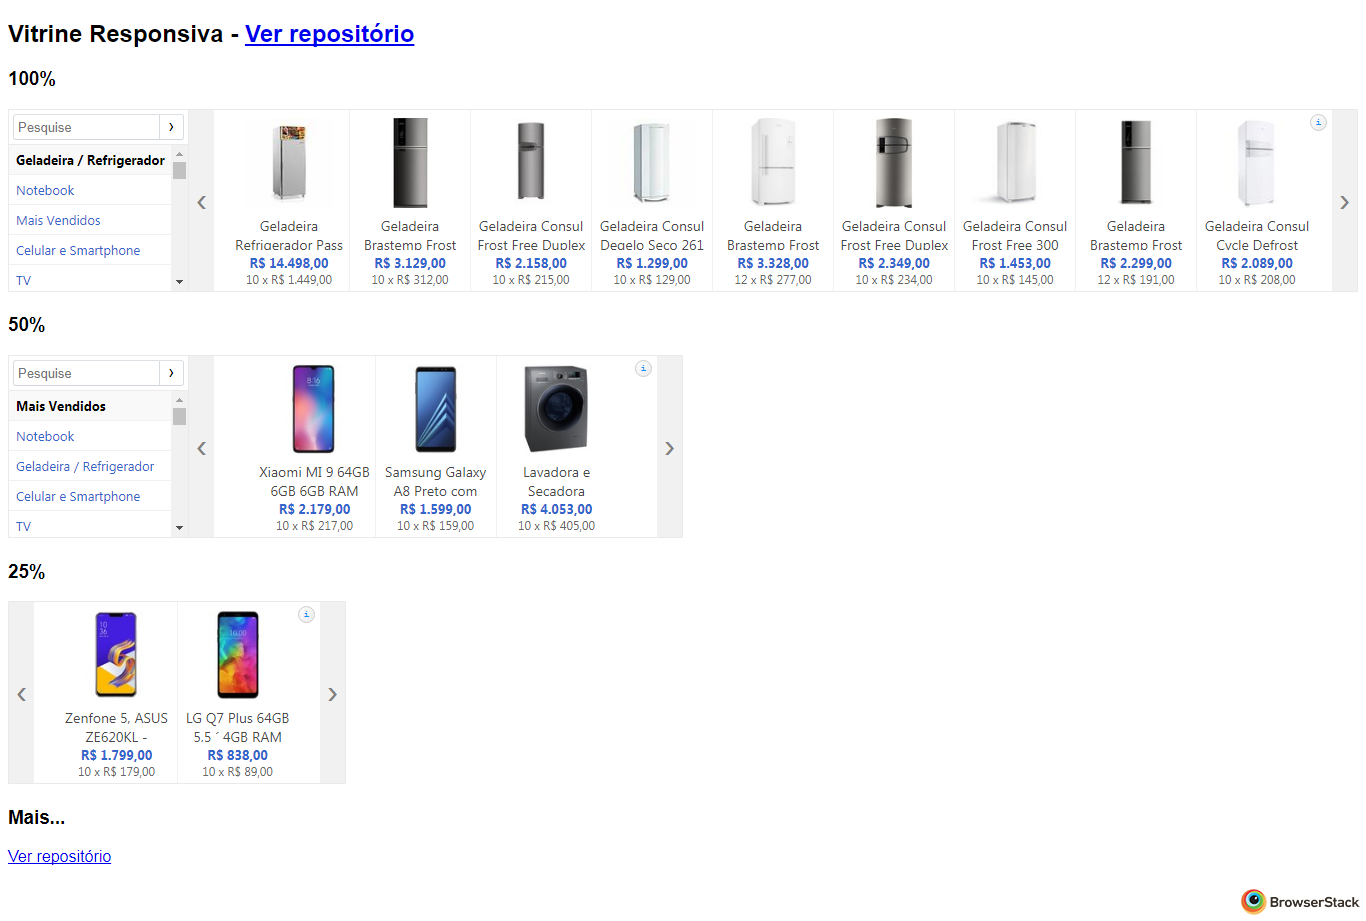 Vitrine Responsiva - Ver repositório
100%
Pesquise
Geladeira / Refrigerador
Notebook
Mais Vendidos
Celular e Smartphone
TV
Geladeira
Refrigerador Pass
R$ 14.498,00
10 x R$ 1.449,00
Geladeira
Brastemp Frost
R$ 3.129,00
10 x R$ 312,00
Geladeira Consul
Frost Free Duplex
R$ 2.158,00
10 x R$ 215,00
Geladeira Consul
Degelo Seco 261
R$ 1.299,00
10 x R$ 129,00
Geladeira
Brastemp Frost
R$ 3.328,00
12 x R$ 277,00
Geladeira Consul
Frost Free Duplex
R$ 2.349,00
10 x R$ 234,00
Geladeira Consul
Frost Free 300
R$ 1.453,00
10 x R$ 145,00
Geladeira
Brastemp Frost
R$ 2.299,00
12 x R$ 191,00
Geladeira Consul
Cycle Defrost
R$ 2.089,00
10 x R$ 208,00
50%
Pesquise
Mais Vendidos
Notebook
Geladeira / Refrigerador
Celular e Smartphone
TV
8:16
Xiaomi MI 9 64GB
6GB 6GB RAM
R$ 2.179,00
10 x R$ 217,00
Samsung Galaxy
A8 Preto com
R$ 1.599,00
10 x R$ 159,00
Lavadora e
Secadora
R$ 4.053,00
10 x R$ 405,00
25%
10
36
Zenfone 5, ASUS
ZE620KL -
R$ 1.799,00
10 x R$ 179,00
10:00
LG Q7 Plus 64GB
5.5 ´ 4GB RAM
R$ 838,00
10 x R$ 89,00
Mais...
Ver repositório
BrowserStack